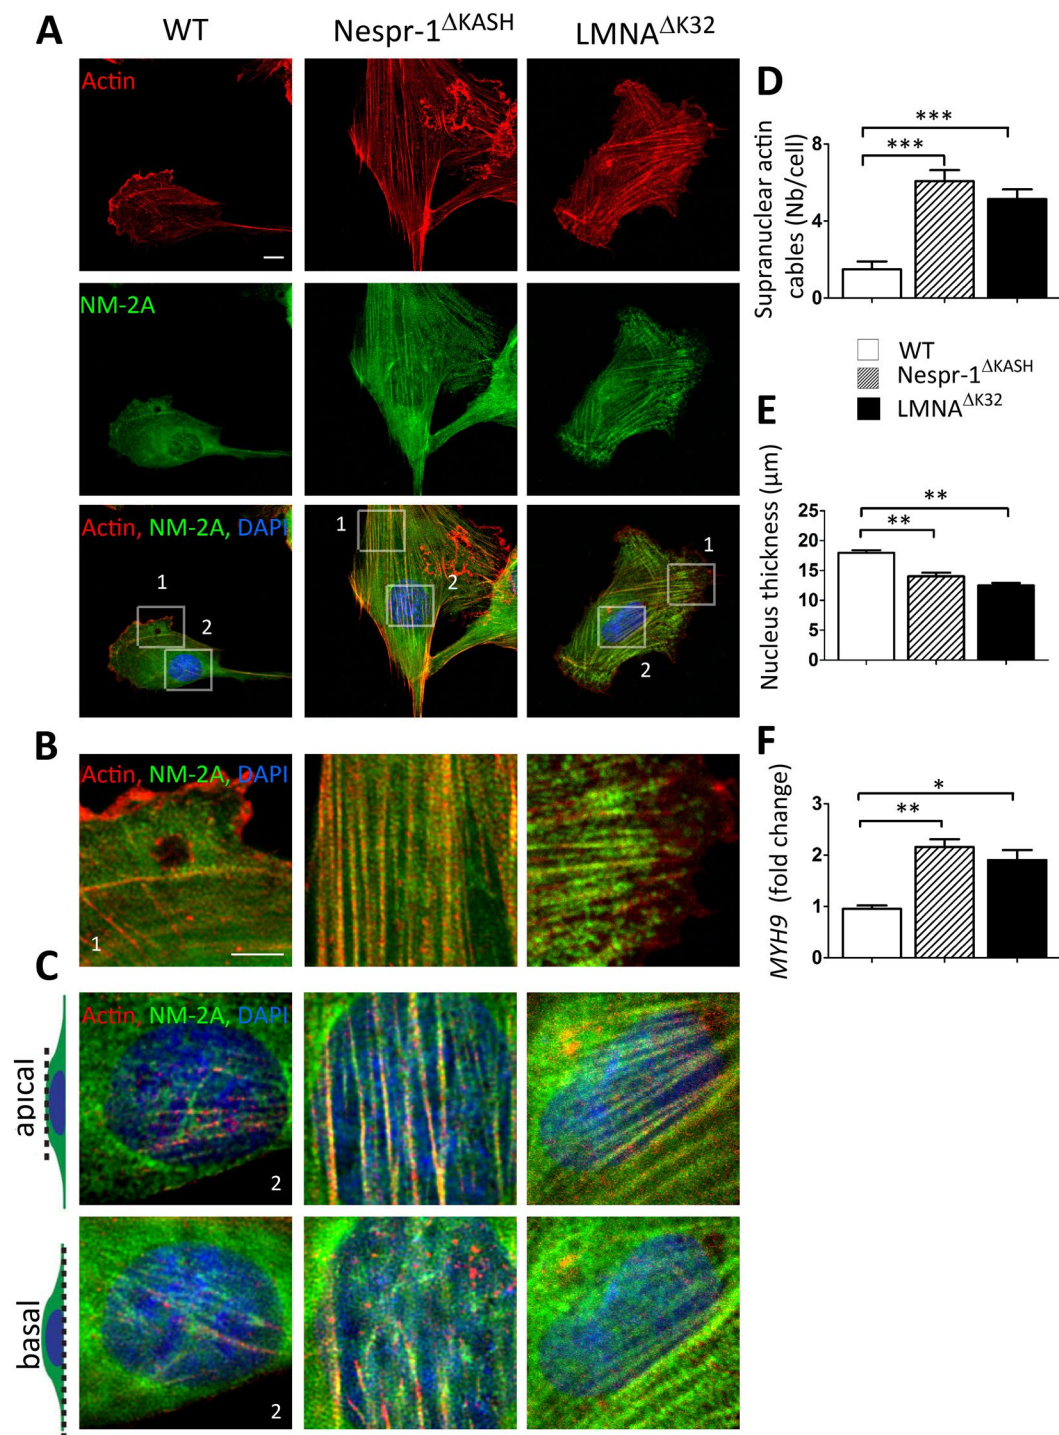 A
WT
Nespr-1ΔKASH
LMNAΔK32
Actin
NM-2A
Actin, NM-2A, DAPI
1
2
1
2
1
2
B
Actin, NM-2A, DAPI
1
C
Actin, NM-2A, DAPI
apical
2
basal
2
D
Supranuclear actin
cables (Nb/cell)
8
4
0
***
***
WT
Nespr-1ΔKASH
LMNAΔK32
E
Nucleus thickness (μm)
25
20
15
10
5
0
**
**
F
MYH9 (fold change)
3
2
1
0
*
**